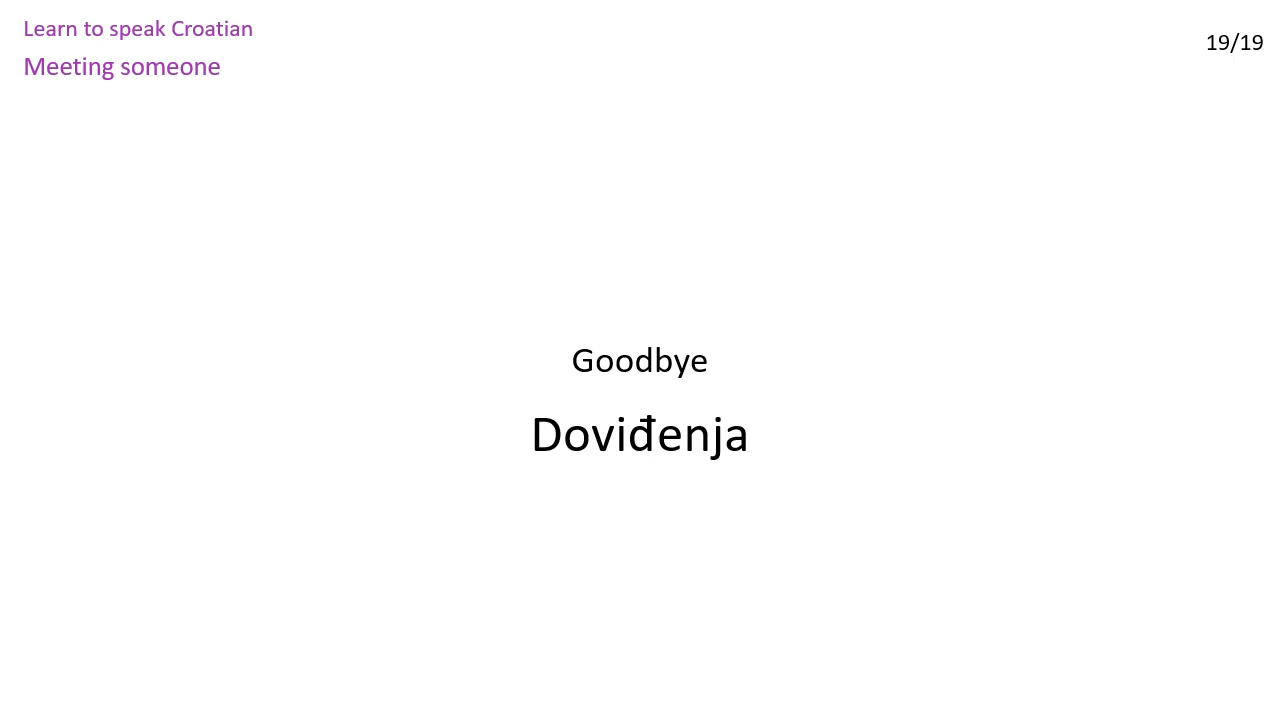 Learn to speak Croatian
Meeting someone
19/19
Goodbye
Doviđenja